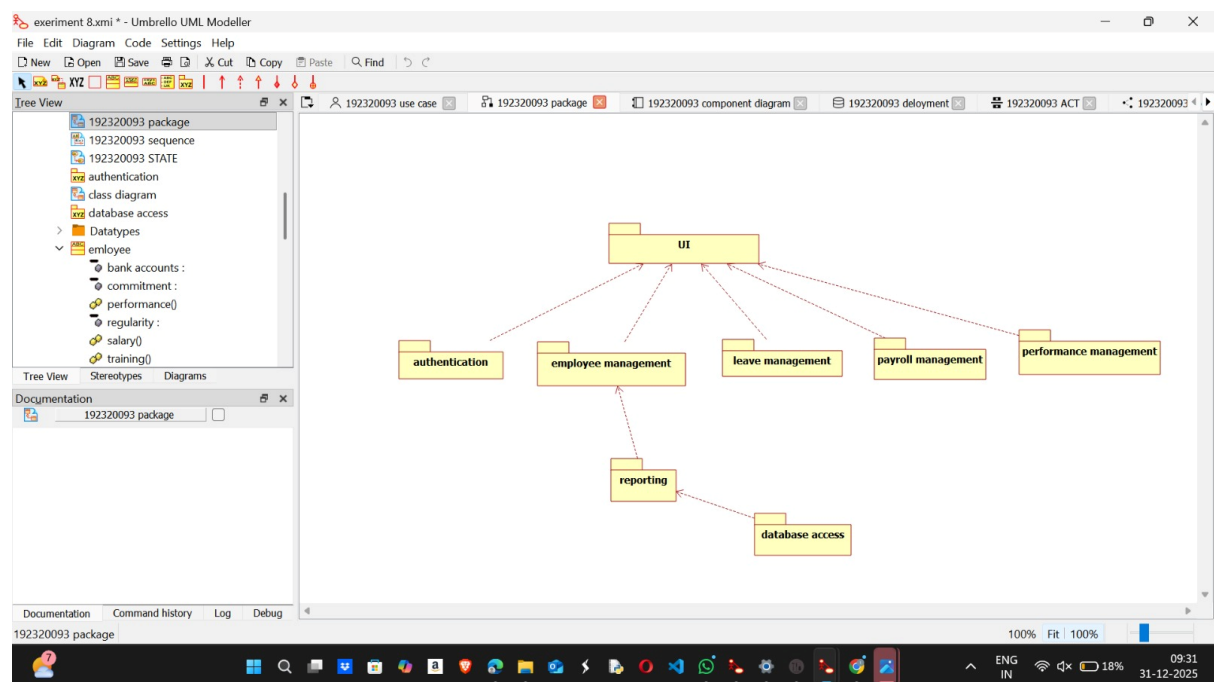 exeriment 8.xmi * - Umbrello UML Modeller
File Edit Diagram Code Settings Help
New Open Save Cut Copy Paste Find
XYZ
Tree View
192320093 use case
192320093 package
192320093 component diagram
192320093 deloyment
192320093 ACT
192320093
192320093 package
192320093 sequence
192320093 STATE
authentication
class diagram
database access
Datatypes
emloyee
bank accounts :
commitment :
performance()
regularity :
salary()
training()
Tree View Stereotypes Diagrams
Documentation
192320093 package
UI
authentication
employee management
leave management
payroll management
performance management
reporting
database access
Documentation Command history Log Debug
192320093 package
100% Fit 100%
7
ENG
IN
18%
09:31
31-12-2025